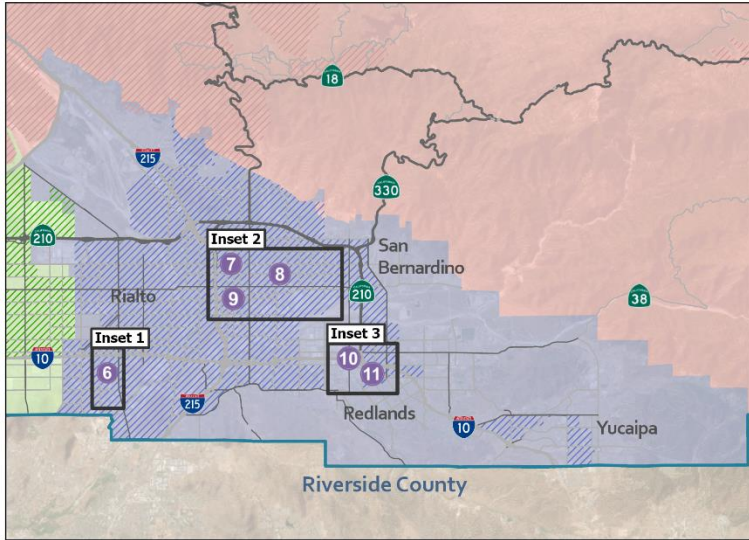 18
215
330
210
Inset 2
San
Bernardino
7
8
210
Rialto
9
38
Inset 1
Inset 3
10
10
6
11
215
Redlands
10
Yucaipa
Riverside County